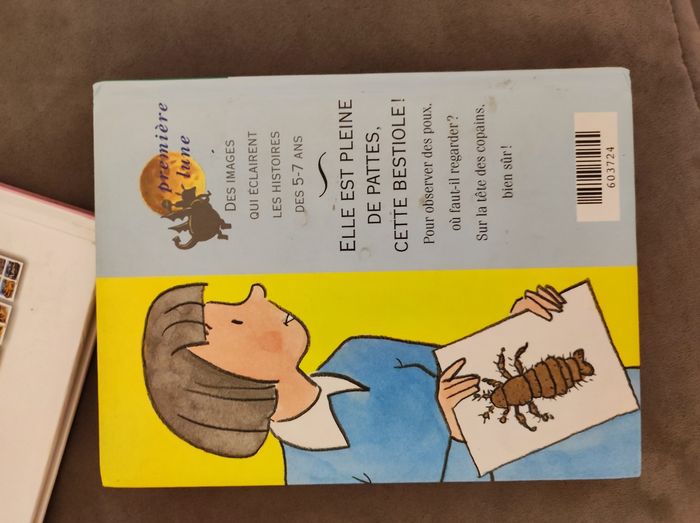 première
lune
DES IMAGES
QUI ÉCLAIRENT
LES HISTOIRES
DES 5-7 ANS
ELLE EST PLEINE
DE PATTES,
CETTE BESTIOLE !
Pour observer des poux,
où faut-il regarder ?
Sur la tête des copains,
bien sûr !
603724